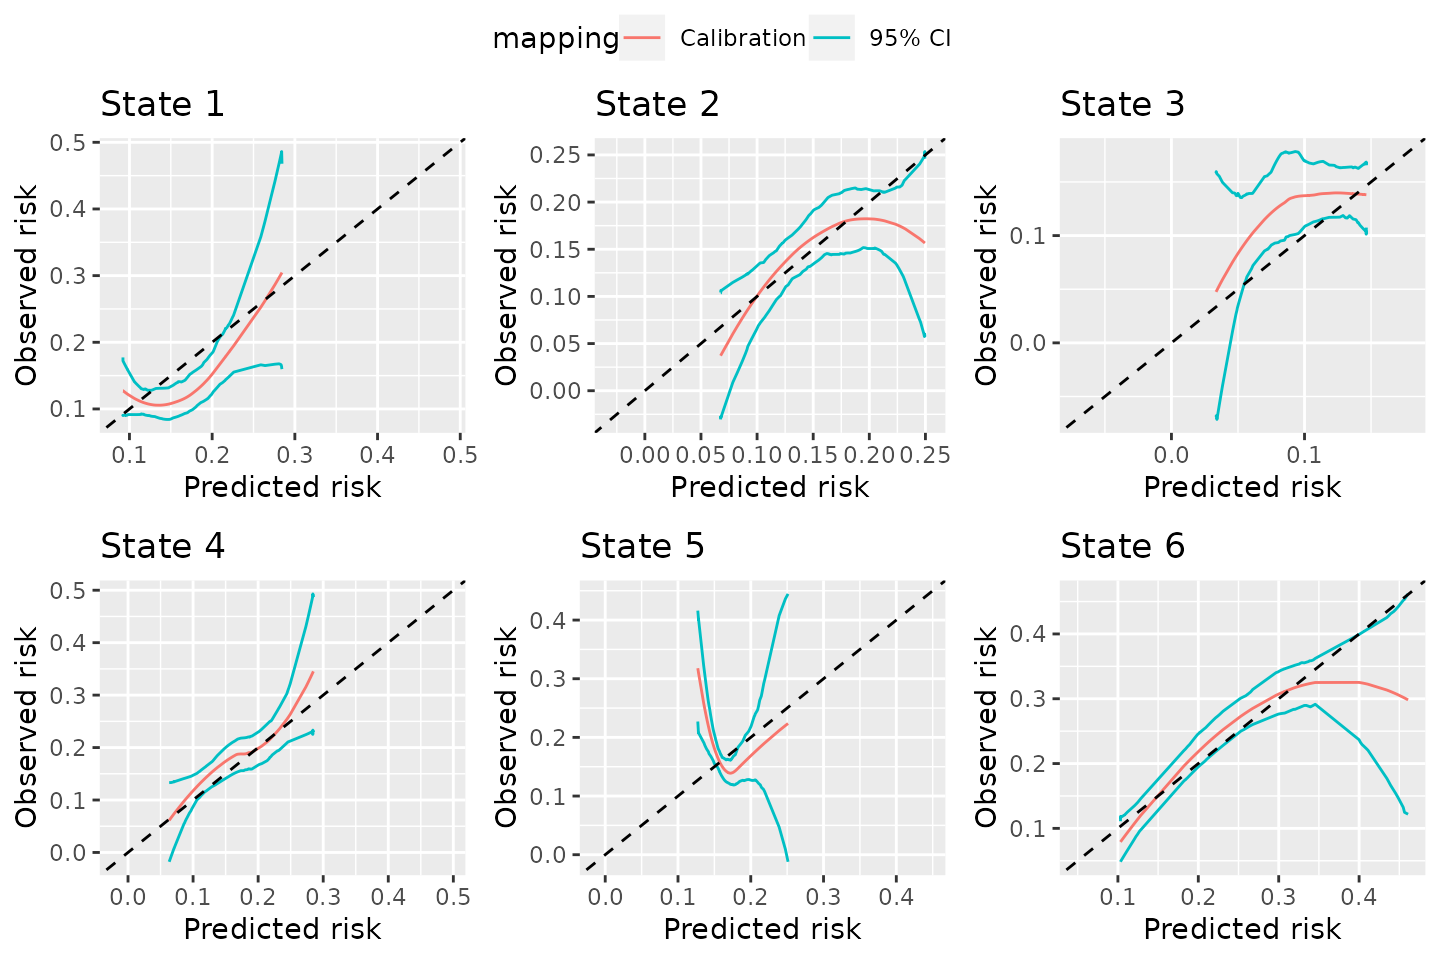 mapping Calibration 95% CI
State 1 State 2 State 3
Observed risk
0.5
0.4
0.3
0.2
0.1
0.1 0.2 0.3 0.4 0.5
Predicted risk
Observed risk
0.25
0.20
0.15
0.10
0.05
0.00
0.00 0.05 0.10 0.15 0.20 0.25
Predicted risk
Observed risk
0.1
0.0
0.0 0.1
Predicted risk
State 4 State 5 State 6
Observed risk
0.5
0.4
0.3
0.2
0.1
0.0
0.0 0.1 0.2 0.3 0.4 0.5
Predicted risk
Observed risk
0.4
0.3
0.2
0.1
0.0
0.0 0.1 0.2 0.3 0.4
Predicted risk
Observed risk
0.4
0.3
0.2
0.1
0.1 0.2 0.3 0.4
Predicted risk